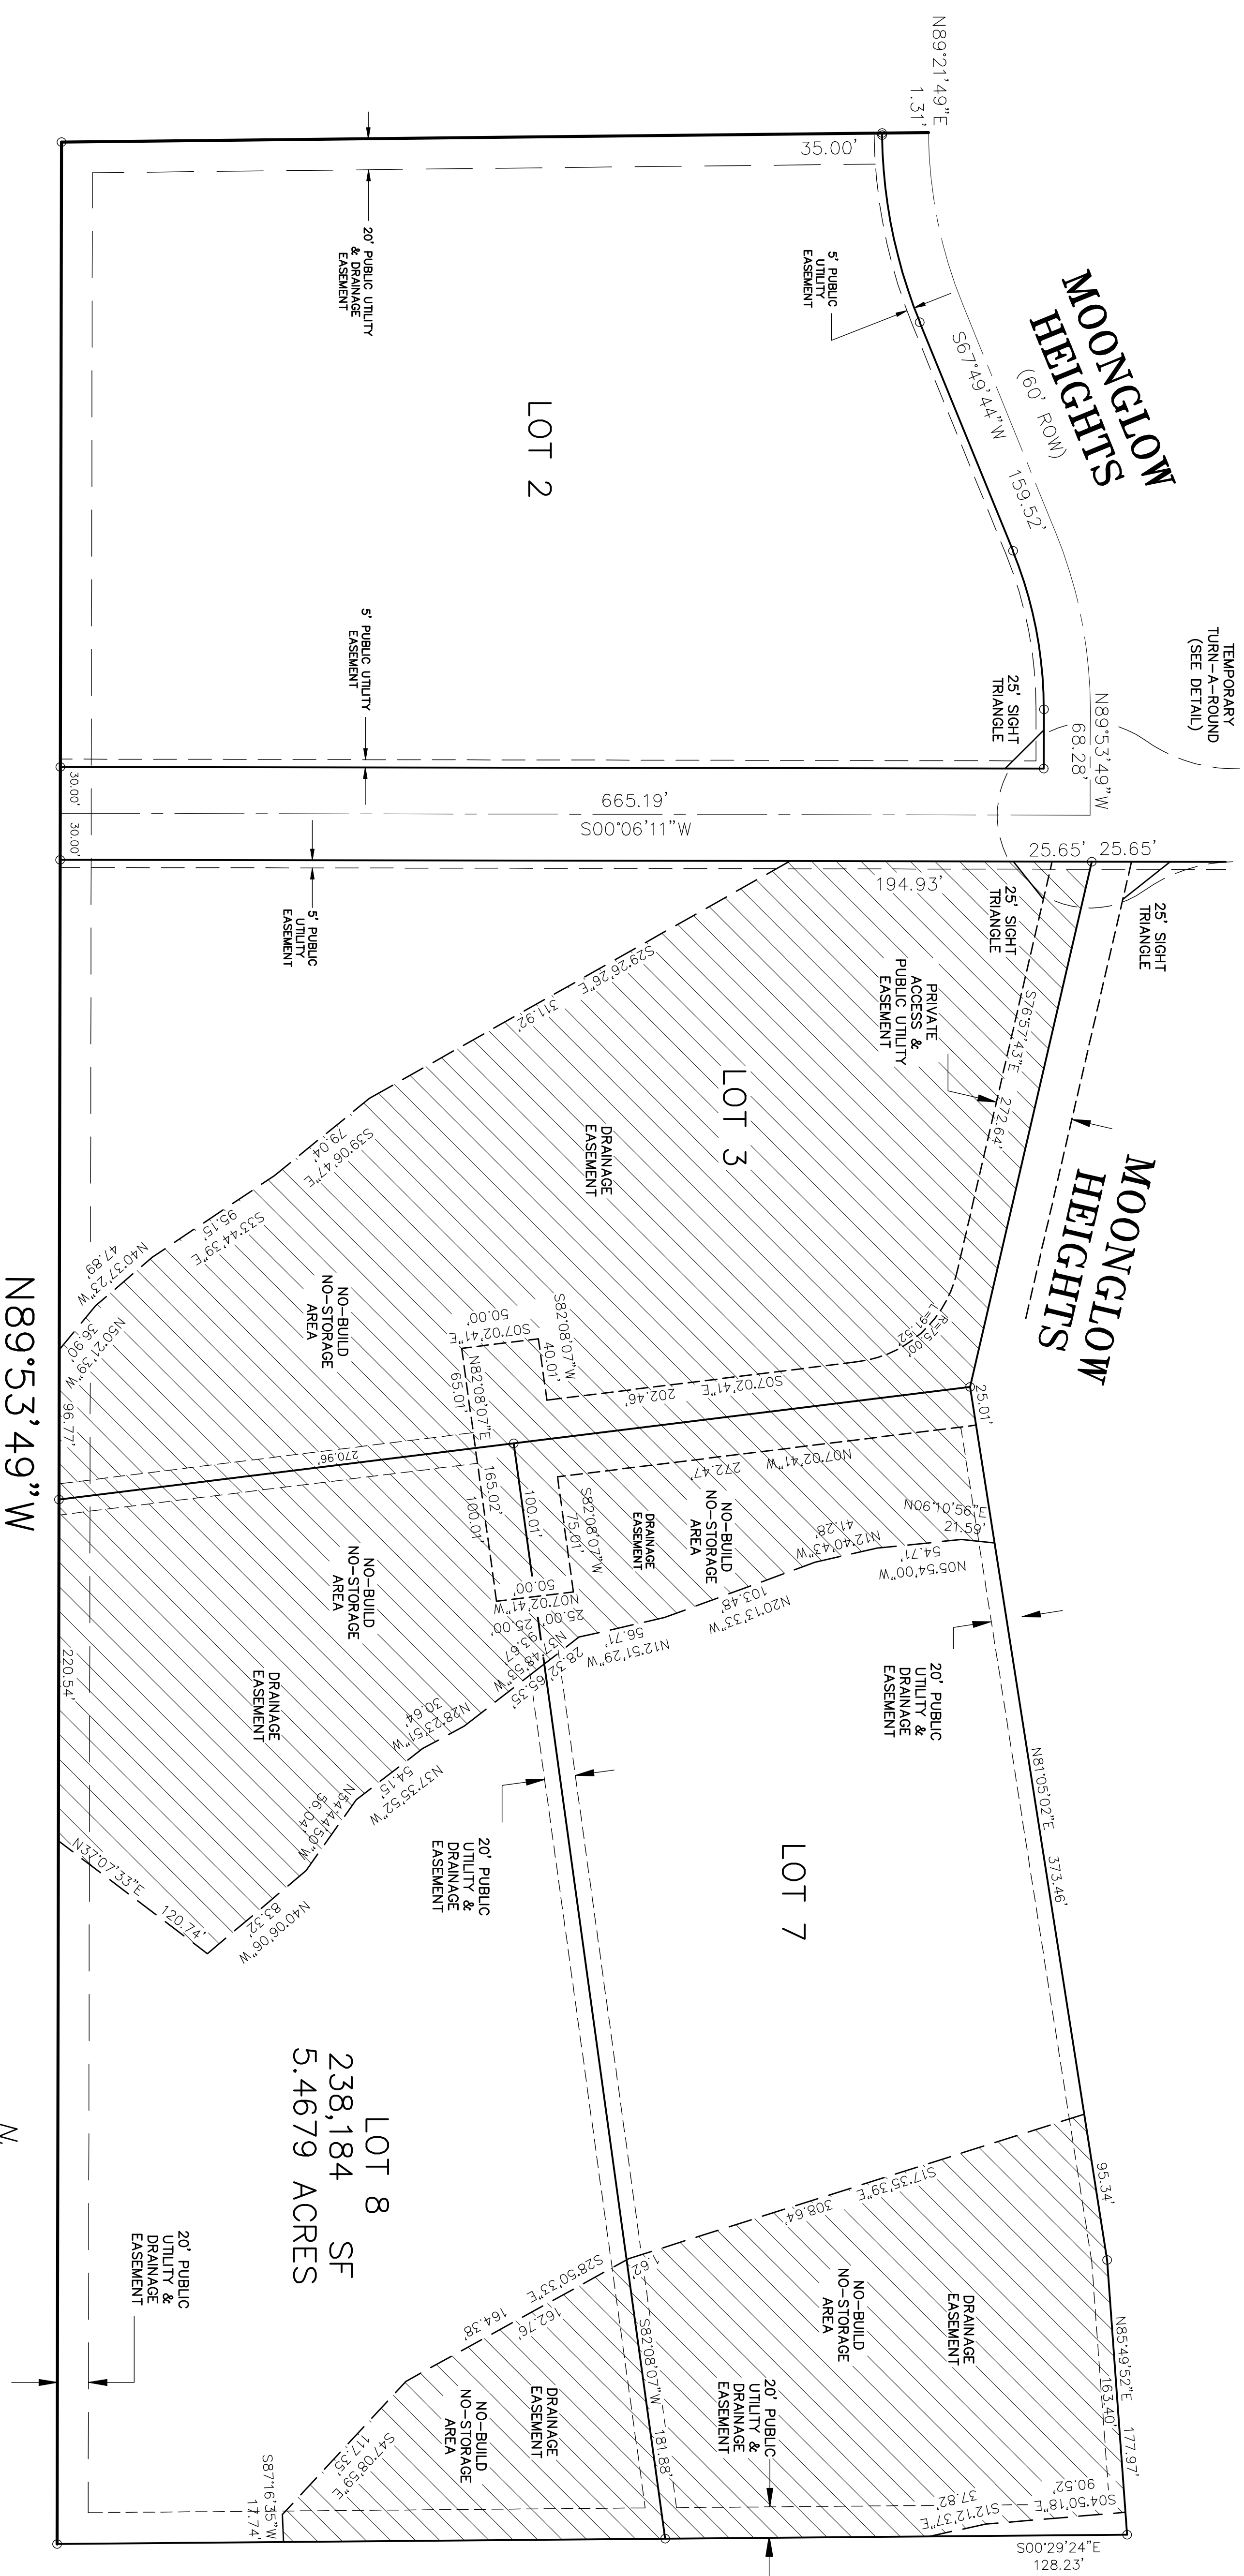 N89°21'49"E
1.31'
35.00'
MOONGLOW
HEIGHTS
(60' ROW)
S67°49'44"W
159.52'
5' PUBLIC
UTILITY
EASEMENT
20' PUBLIC UTILITY
& DRAINAGE
EASEMENT
LOT 2
5' PUBLIC UTILITY
EASEMENT
25' SIGHT
TRIANGLE
TEMPORARY
TURN-A-ROUND
(SEE DETAIL)
N89°53'49"W
68.28'
30.00'
30.00'
665.19'
S00°06'11"W
25.65'
25.65'
194.93'
5' PUBLIC
UTILITY
EASEMENT
25' SIGHT
TRIANGLE
25' SIGHT
TRIANGLE
PRIVATE
ACCESS &
PUBLIC UTILITY
EASEMENT
S76°57'43"E
272.64'
MOONGLOW
HEIGHTS
S29°26'26"E
311.92'
LOT 3
DRAINAGE
EASEMENT
S39°06'47"E
79.04'
S33°44'39"E
95.15'
N40°37'23"W
47.89'
N50°21'39"W
36.90'
NO-BUILD
NO-STORAGE
AREA
R=75.00'
L=91.52'
S82°08'07"W
40.01'
S07°02'41"E
50.00'
N82°08'07"E
65.01'
S07°02'41"E
202.46'
25.01'
96.77'
270.96'
165.02'
100.01'
100.01'
N07°02'41"W
272.47'
S82°08'07"W
75.01'
50.00'
N07°02'41"W
25.00'
25.00'
N06°01'56"E
21.59'
N05°54'00"W
54.71'
N12°40'43"W
41.28'
N20°13'33"W
103.48'
N12°51'29"W
56.71'
NO-BUILD
NO-STORAGE
AREA
DRAINAGE
EASEMENT
28.32'
65.35'
N37°48'53"W
93.67'
N28°23'51"W
30.64'
N37°35'52"W
54.15'
N54°44'50"W
56.04'
N40°06'06"W
83.32'
N37°07'33"E
120.74'
NO-BUILD
NO-STORAGE
AREA
DRAINAGE
EASEMENT
220.54'
N89°53'49"W
20' PUBLIC
UTILITY &
DRAINAGE
EASEMENT
20' PUBLIC
UTILITY &
DRAINAGE
EASEMENT
N81°05'02"E
373.46'
LOT 7
LOT 8
238,184 SF
5.4679 ACRES
N.
20' PUBLIC
UTILITY &
DRAINAGE
EASEMENT
95.34'
S17°35'39"E
308.64'
1.62'
S28°50'33"E
164.38'
162.76'
NO-BUILD
NO-STORAGE
AREA
DRAINAGE
EASEMENT
N85°49'52"E
163.40'
177.97'
S82°08'07"W
181.88'
20' PUBLIC
UTILITY &
DRAINAGE
EASEMENT
DRAINAGE
EASEMENT
NO-BUILD
NO-STORAGE
AREA
S47°08'59"E
117.35'
S87°16'35"W
17.74'
S04°50'18"E
90.52'
S12°12'37"E
37.82'
S00°29'24"E
128.23'